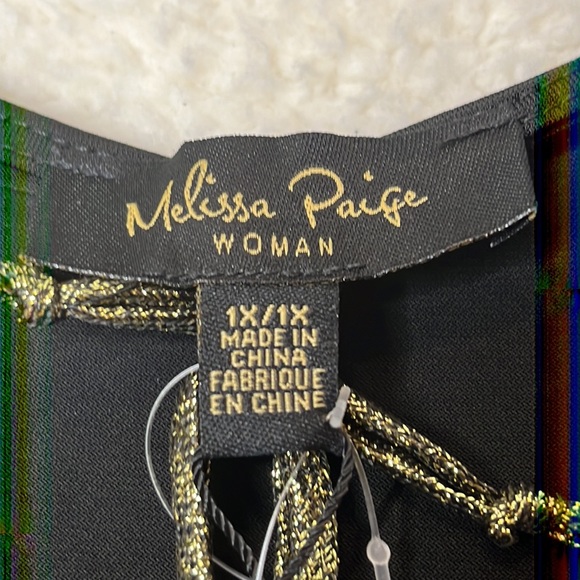 Melissa Paige
WOMAN
1X/1X
MADE IN
CHINA
FABRIQUE
EN CHINE